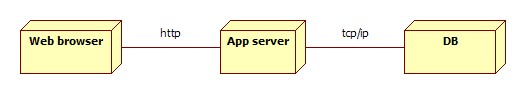 Web browser
http
App server
tcp/ip
DB